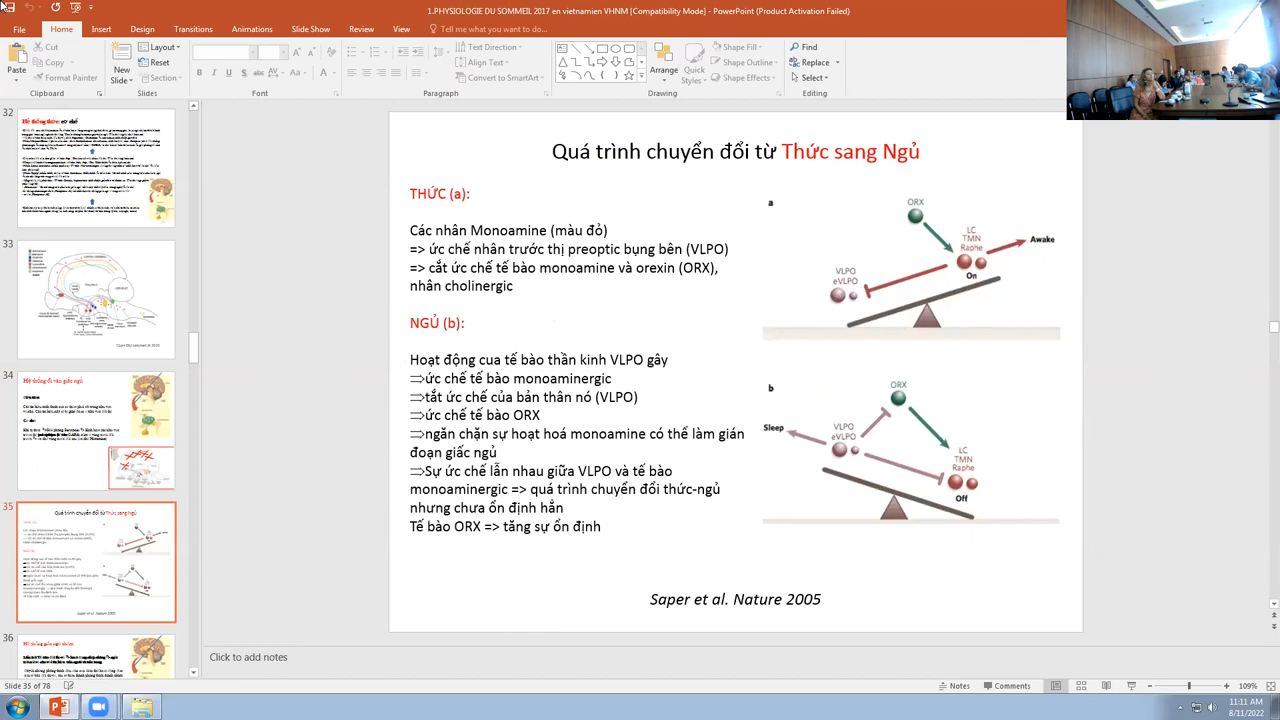 1.PHYSIOLOGIE DU SOMMEIL 2017 en vietnamien VHNM [Compatibility Mode] - PowerPoint (Product Activation Failed)
File Home Insert Design Transitions Animations Slide Show Review View Tell me what you want to do...
Cut
Copy
Format Painter
Paste
Clipboard
New Slide
Layout
Reset
Section
Slides
Font
Text Direction
Align Text
Convert to SmartArt
Paragraph
Arrange
Quick Styles
Shape Fill
Shape Outline
Shape Effects
Drawing
Find
Replace
Select
Editing
32
33
34
Hệ thống đi vào giấc ngủ
35
Quá trình chuyển đổi từ Thức sang Ngủ
Saper et al. Nature 2005
36
Quá trình chuyển đổi từ Thức sang Ngủ
THỨC (a):
Các nhân Monoamine (màu đỏ)
=> ức chế nhân trước thị preoptic bụng bên (VLPO)
=> cắt ức chế tế bào monoamine và orexin (ORX),
nhân cholinergic
NGỦ (b):
Hoạt động cua tế bào thần kinh VLPO gây
⇒ức chế tế bào monoaminergic
⇒tắt ức chế của bản thân nó (VLPO)
⇒ức chế tế bào ORX
⇒ngăn chặn sự hoạt hoá monoamine có thể làm gián
đoạn giấc ngủ
⇒Sự ức chế lẫn nhau giữa VLPO và tế bào
monoaminergic => quá trình chuyển đổi thức-ngủ
nhưng chưa ổn định hẳn
Tế bào ORX => tăng sự ổn định
a
ORX
LC
TMN
Raphe
Awake
VLPO
eVLPO
On
b
ORX
Sleep
VLPO
eVLPO
LC
TMN
Raphe
Off
Saper et al. Nature 2005
Click to add notes
Slide 35 of 78
Notes
Comments
109%
11:11 AM
8/11/2022